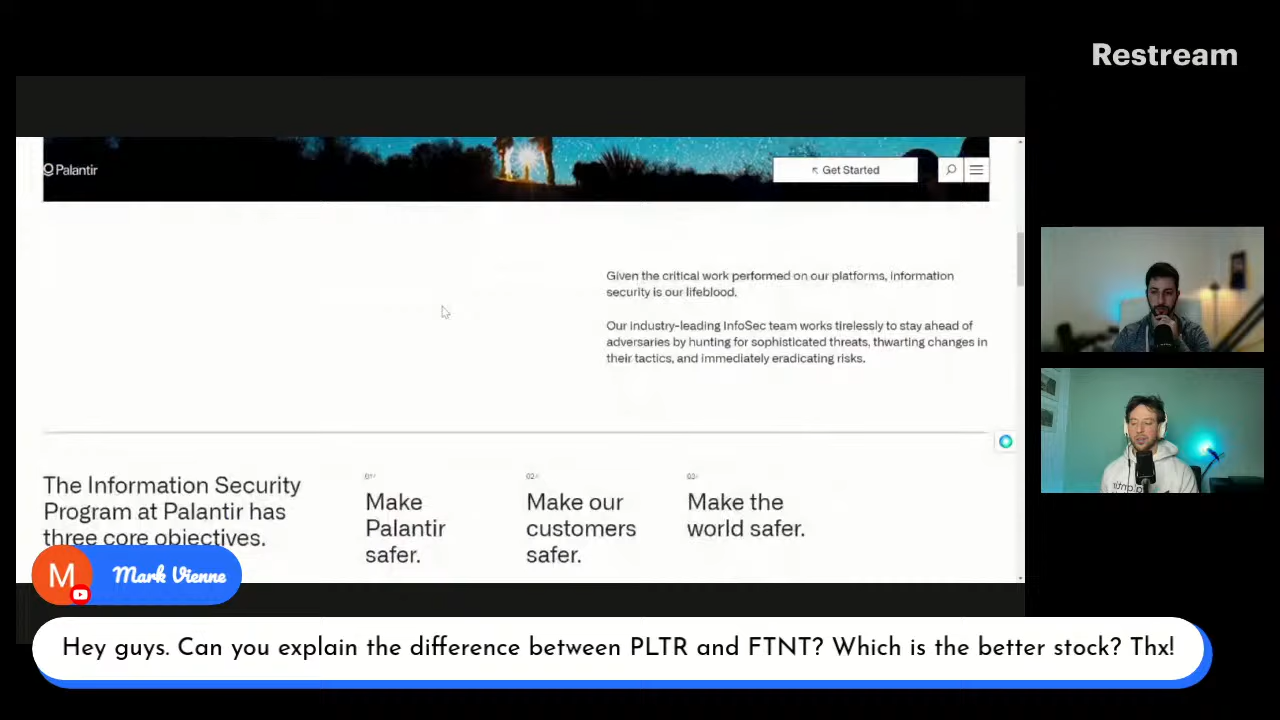 Restream
Palantir
Get Started
Given the critical work performed on our platforms, information
security is our lifeblood.
Our industry-leading InfoSec team works tirelessly to stay ahead of
adversaries by hunting for sophisticated threats, thwarting changes in
their tactics, and immediately eradicating risks.
The Information Security
Program at Palantir has
three core objectives.
Make
Palantir
safer.
Make our
customers
safer.
Make the
world safer.
M
Mark Vienne
Hey guys. Can you explain the difference between PLTR and FTNT? Which is the better stock? Thx!